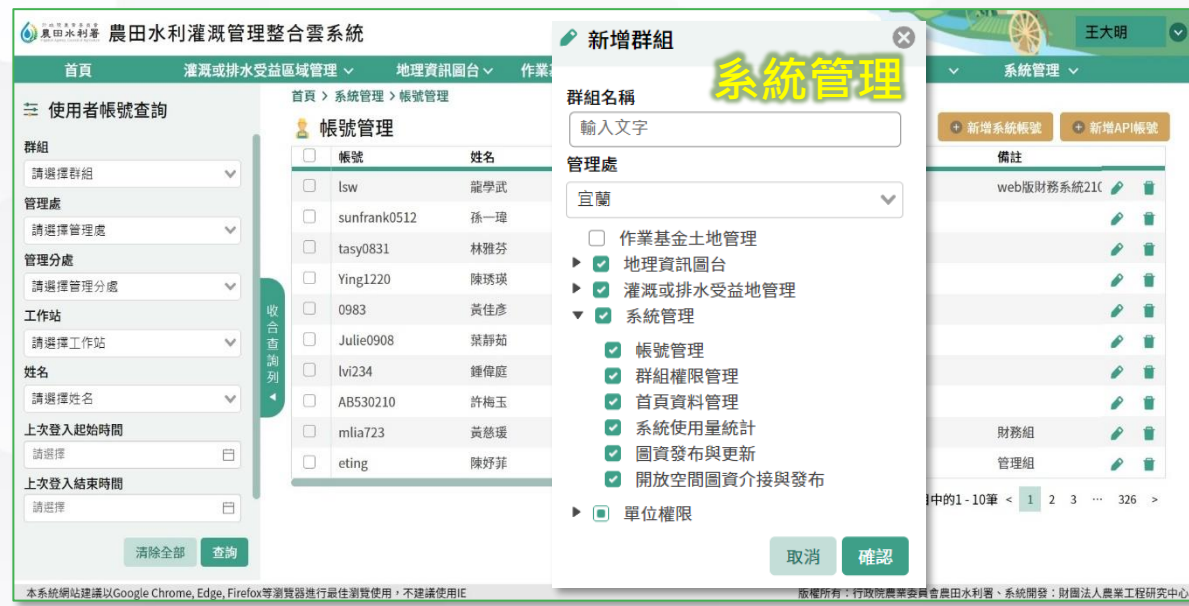 農田水利署 農田水利灌溉管理整合雲系統
王大明
首頁
灌溉或排水受益區域管理
地理資訊圖台
系統管理
使用者帳號查詢
群組
請選擇群組
管理處
請選擇管理處
管理分處
請選擇管理分處
工作站
請選擇工作站
姓名
請選擇姓名
上次登入起始時間
請選擇
上次登入結束時間
請選擇
清除全部 查詢
收合查詢列
首頁 > 系統管理 > 帳號管理
帳號管理
新增系統帳號 新增API帳號
帳號 姓名 備註
lsw 龍學武 web版財務系統21(
sunfrank0512 孫一瑋
tasy0831 林雅芬
Ying1220 陳琇瑛
0983 黃佳彥
Julie0908 葉靜茹
lvi234 鍾偉庭
AB530210 許梅玉
mlia723 黃慈瑗 財務組
eting 陳妤菲 管理組
中的1 - 10筆 < 1 2 3 ... 326 >
新增群組
系統管理
群組名稱
輸入文字
管理處
宜蘭
作業基金土地管理
地理資訊圖台
灌溉或排水受益地管理
系統管理
帳號管理
群組權限管理
首頁資料管理
系統使用量統計
圖資發布與更新
開放空間圖資介接與發布
單位權限
取消 確認
本系統網站建議以Google Chrome, Edge, Firefox等瀏覽器進行最佳瀏覽使用，不建議使用IE
版權所有：行政院農業委員會農田水利署、系統開發：財團法人農業工程研究中心